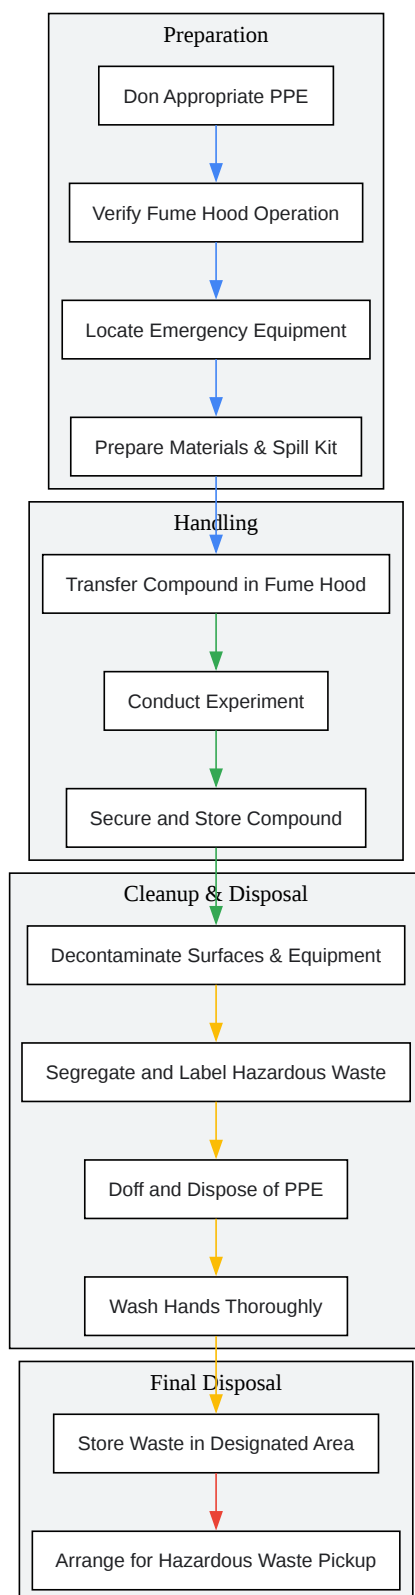 Preparation
Don Appropriate PPE
Verify Fume Hood Operation
Locate Emergency Equipment
Prepare Materials & Spill Kit
Handling
Transfer Compound in Fume Hood
Conduct Experiment
Secure and Store Compound
Cleanup & Disposal
Decontaminate Surfaces & Equipment
Segregate and Label Hazardous Waste
Doff and Dispose of PPE
Wash Hands Thoroughly
Final Disposal
Store Waste in Designated Area
Arrange for Hazardous Waste Pickup